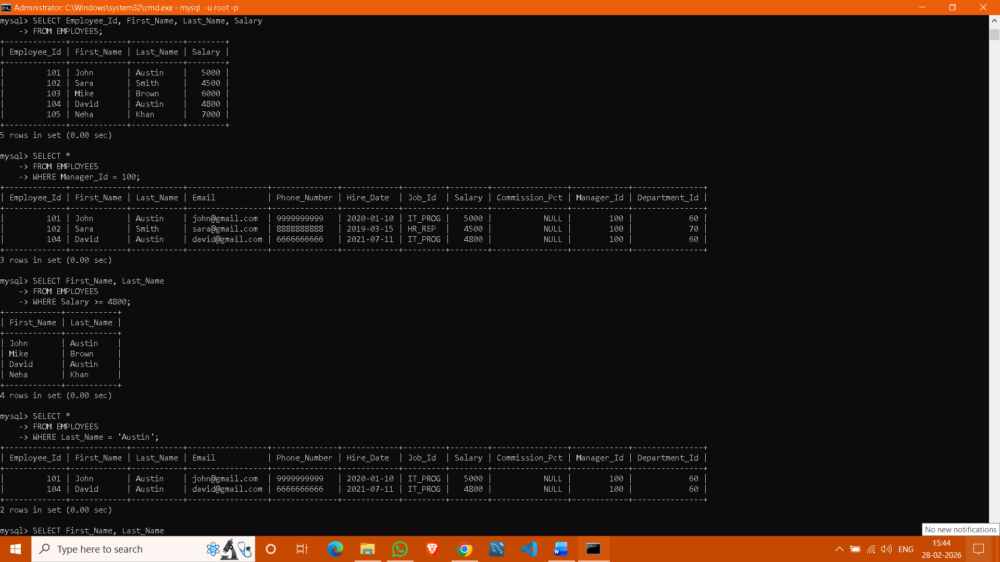 Administrator: C:\Windows\system32\cmd.exe - mysql  -u root -p
mysql> SELECT Employee_Id, First_Name, Last_Name, Salary
    -> FROM EMPLOYEES;
+-------------+------------+-----------+--------+
| Employee_Id | First_Name | Last_Name | Salary |
+-------------+------------+-----------+--------+
|         101 | John       | Austin    |   5000 |
|         102 | Sara       | Smith     |   4500 |
|         103 | Mike       | Brown     |   6000 |
|         104 | David      | Austin    |   4800 |
|         105 | Neha       | Khan      |   7000 |
+-------------+------------+-----------+--------+
5 rows in set (0.00 sec)
mysql> SELECT *
    -> FROM EMPLOYEES
    -> WHERE Manager_Id = 100;
+-------------+------------+-----------+-----------------+--------------+------------+---------+--------+----------------+------------+---------------+
| Employee_Id | First_Name | Last_Name | Email           | Phone_Number | Hire_Date  | Job_Id  | Salary | Commission_Pct | Manager_Id | Department_Id |
+-------------+------------+-----------+-----------------+--------------+------------+---------+--------+----------------+------------+---------------+
|         101 | John       | Austin    | john@gmail.com  | 9999999999   | 2020-01-10 | IT_PROG |   5000 |           NULL |        100 |            60 |
|         102 | Sara       | Smith     | sara@gmail.com  | 8888888888   | 2019-03-15 | HR_REP  |   4500 |           NULL |        100 |            70 |
|         104 | David      | Austin    | david@gmail.com | 6666666666   | 2021-07-11 | IT_PROG |   4800 |           NULL |        100 |            60 |
+-------------+------------+-----------+-----------------+--------------+------------+---------+--------+----------------+------------+---------------+
3 rows in set (0.00 sec)
mysql> SELECT First_Name, Last_Name
    -> FROM EMPLOYEES
    -> WHERE Salary >= 4800;
+------------+-----------+
| First_Name | Last_Name |
+------------+-----------+
| John       | Austin    |
| Mike       | Brown     |
| David      | Austin    |
| Neha       | Khan      |
+------------+-----------+
4 rows in set (0.00 sec)
mysql> SELECT *
    -> FROM EMPLOYEES
    -> WHERE Last_Name = 'Austin';
+-------------+------------+-----------+-----------------+--------------+------------+---------+--------+----------------+------------+---------------+
| Employee_Id | First_Name | Last_Name | Email           | Phone_Number | Hire_Date  | Job_Id  | Salary | Commission_Pct | Manager_Id | Department_Id |
+-------------+------------+-----------+-----------------+--------------+------------+---------+--------+----------------+------------+---------------+
|         101 | John       | Austin    | john@gmail.com  | 9999999999   | 2020-01-10 | IT_PROG |   5000 |           NULL |        100 |            60 |
|         104 | David      | Austin    | david@gmail.com | 6666666666   | 2021-07-11 | IT_PROG |   4800 |           NULL |        100 |            60 |
+-------------+------------+-----------+-----------------+--------------+------------+---------+--------+----------------+------------+---------------+
2 rows in set (0.00 sec)
mysql> SELECT First_Name, Last_Name
No new notifications
Type here to search
ENG
15:44
28-02-2026